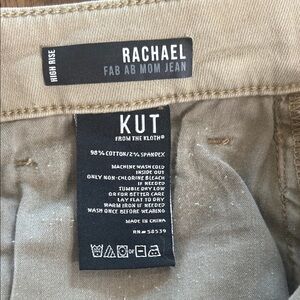 HIGH RISE
RACHAEL
FAB AB MOM JEAN
KUT
FROM THE KLOTH®
98% COTTON/2% SPANDEX
MACHINE WASH COLD
INSIDE OUT
ONLY NON-CHLORINE BLEACH
IF NEEDED
TUMBLE DRY LOW
OR FOR BETTER CARE
LAY FLAT TO DRY
WARM IRON IF NEEDED
WASH ONCE BEFORE WEARING
MADE IN CHINA
RN# 58539
OR